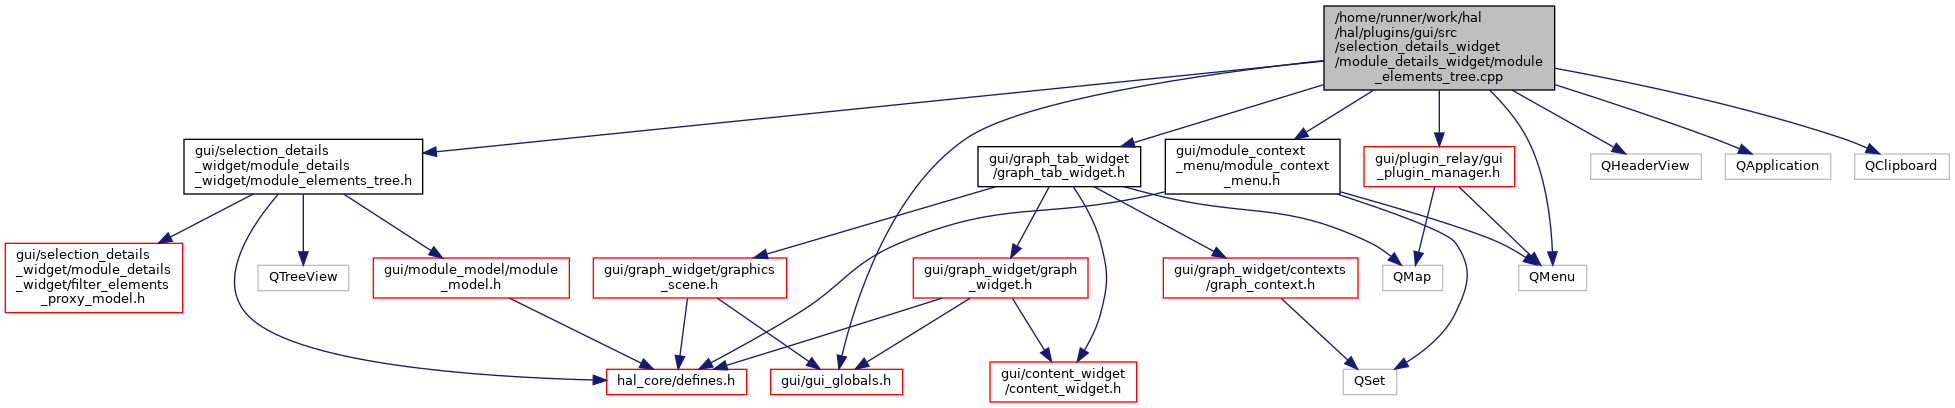 /home/runner/work/hal
/hal/plugins/gui/src
/selection_details_widget
/module_details_widget/module
_elements_tree.cpp
gui/selection_details
_widget/module_details
_widget/module_elements_tree.h
gui/graph_tab_widget
/graph_tab_widget.h
gui/module_context
_menu/module_context
_menu.h
gui/plugin_relay/gui
_plugin_manager.h
QHeaderView
QApplication
QClipboard
gui/selection_details
_widget/module_details
_widget/filter_elements
_proxy_model.h
QTreeView
gui/module_model/module
_model.h
gui/graph_widget/graphics
_scene.h
gui/graph_widget/graph
_widget.h
gui/graph_widget/contexts
/graph_context.h
QMap
QMenu
hal_core/defines.h
gui/gui_globals.h
gui/content_widget
/content_widget.h
QSet